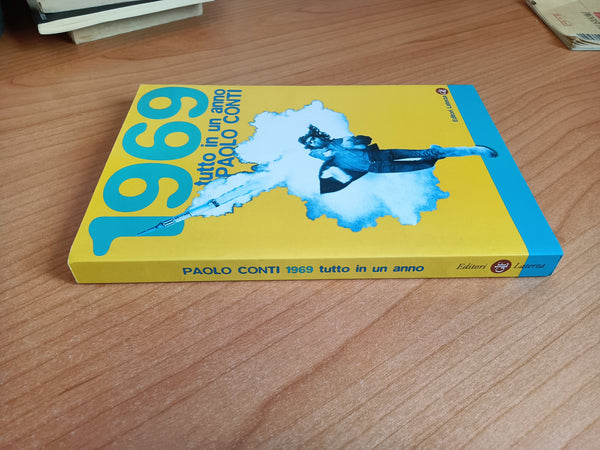 1969
tutto in un anno
PAOLO CONTI
Editori Laterza
PAOLO CONTI 1969 tutto in un anno
Editori Laterza